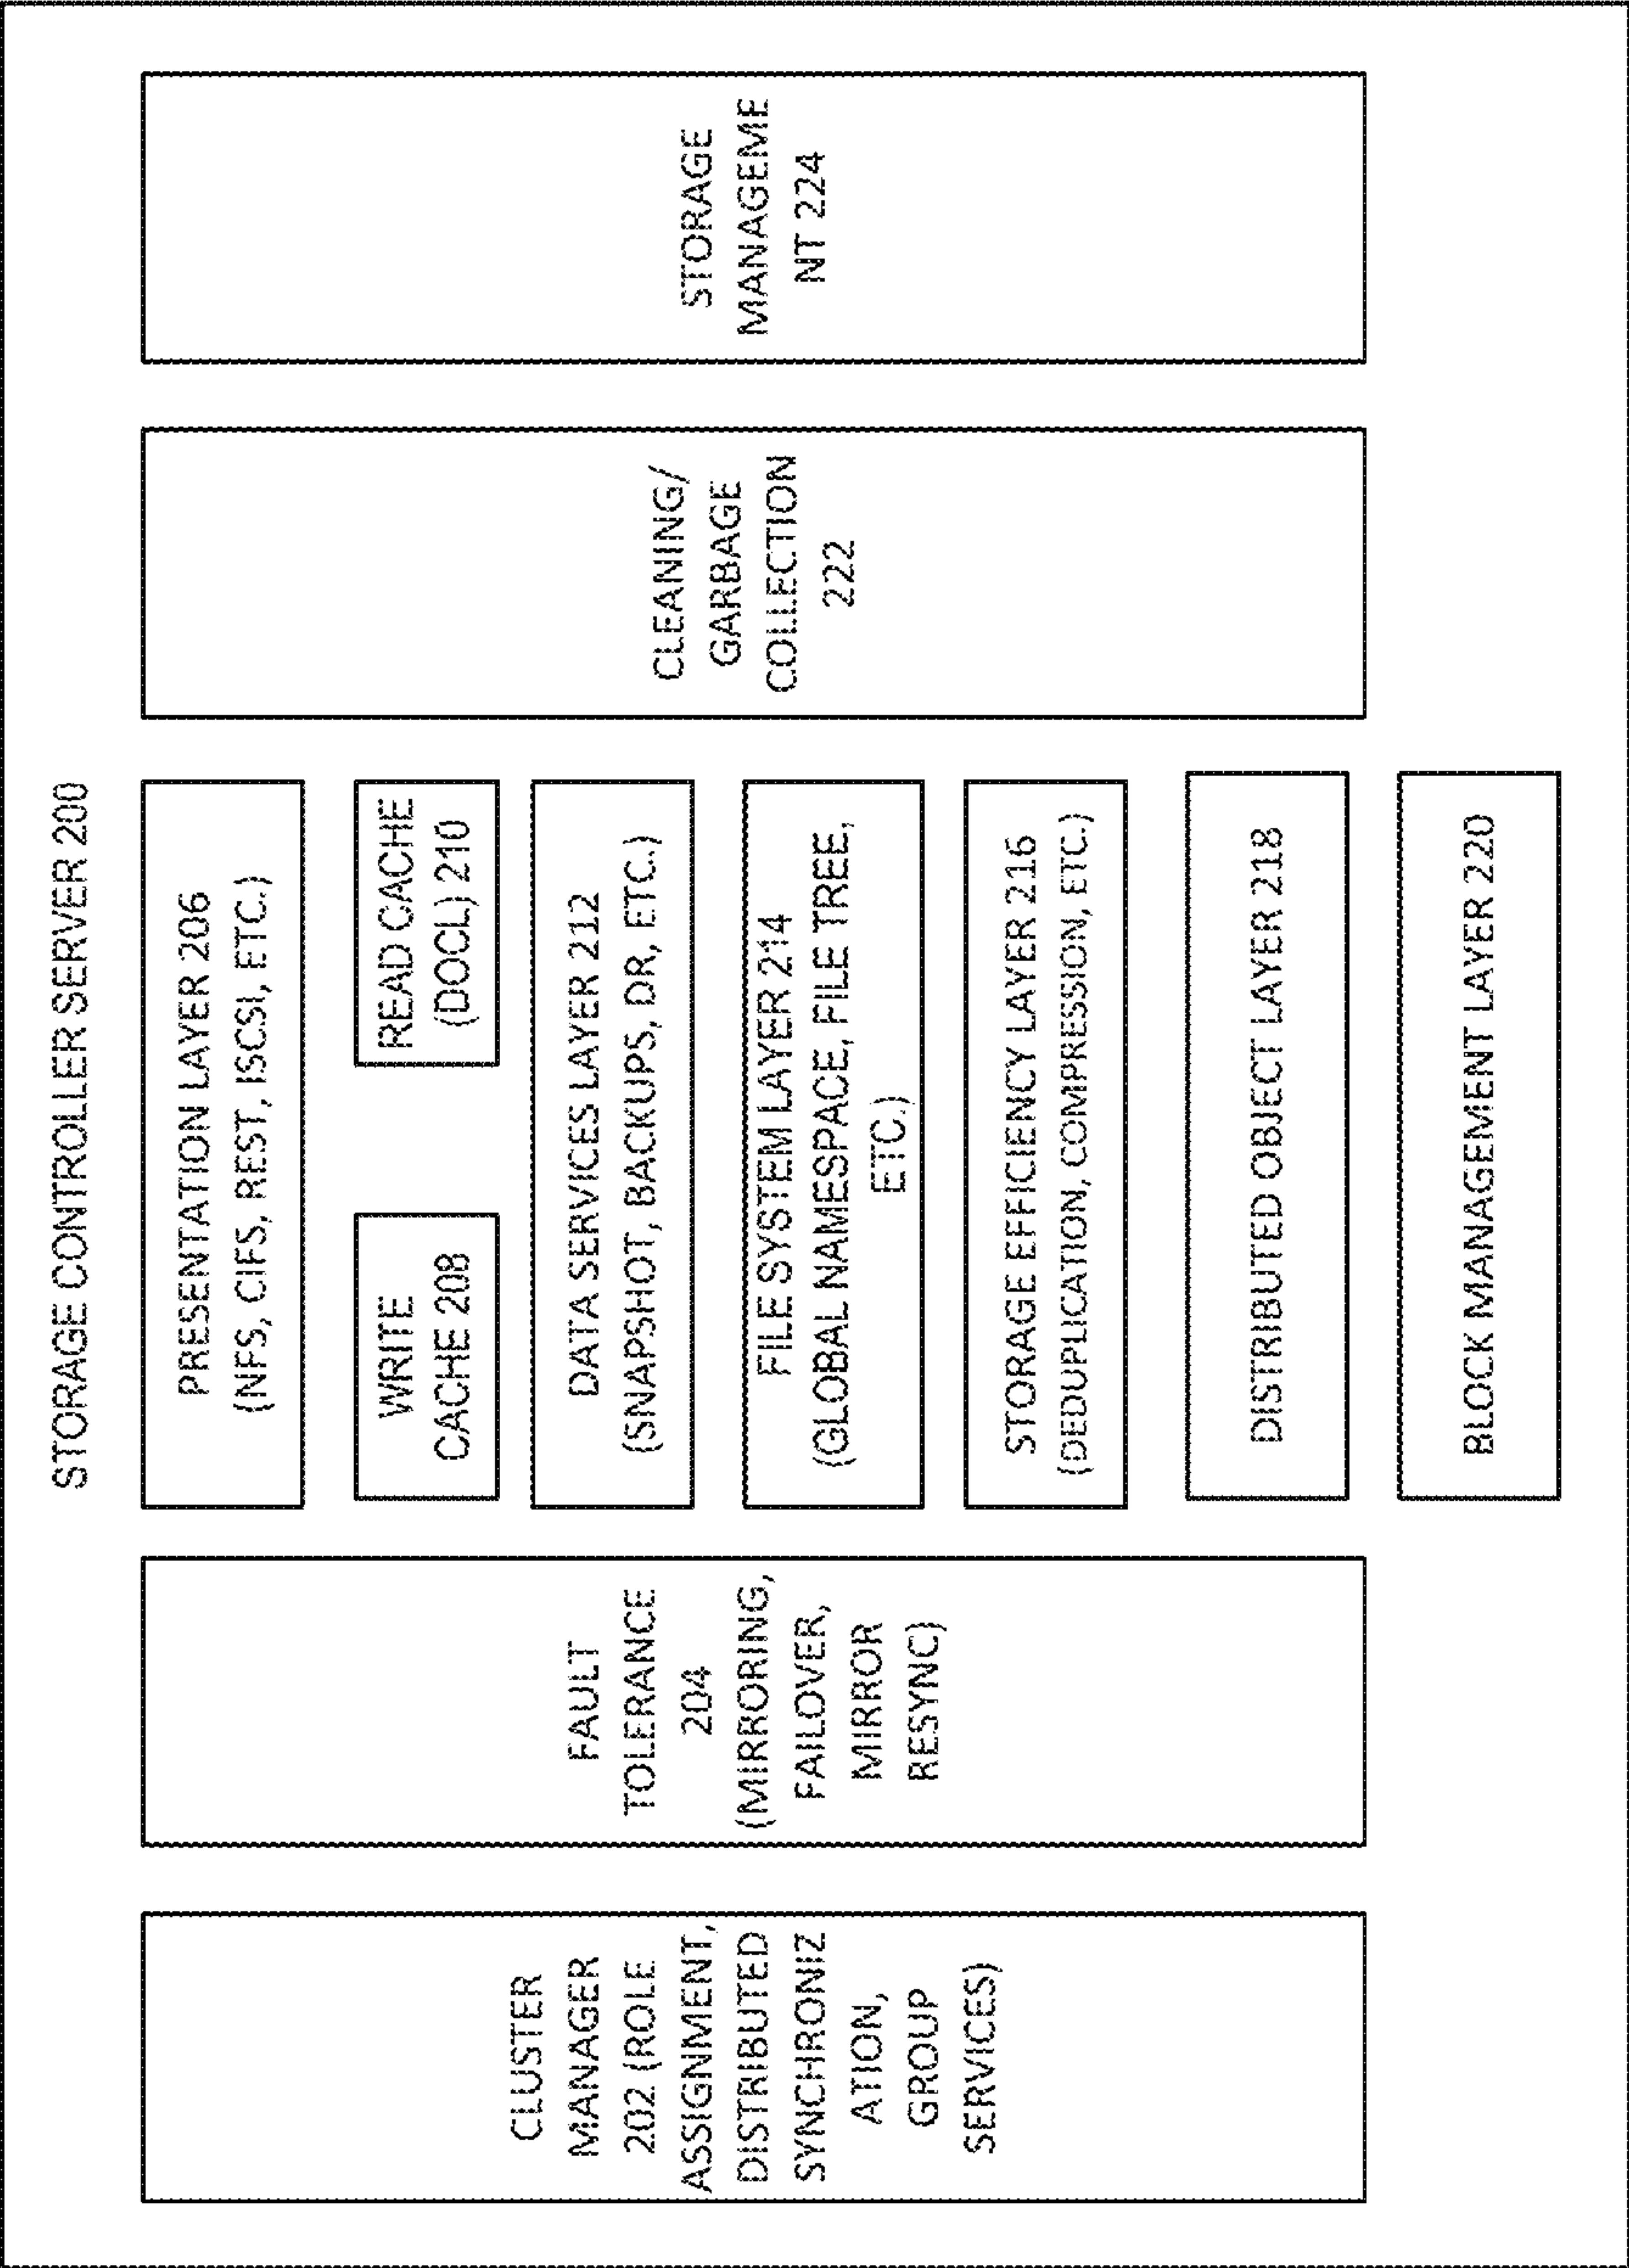 STORAGE CONTROLLER SERVER 200
CLUSTER
MANAGER
202 (ROLE
ASSIGNMENT,
DISTRIBUTED
SYNCHRONIZ
ATION,
GROUP
SERVICES)
FAULT
TOLERANCE
204
(MIRRORING,
FAILOVER,
MIRROR
RESYNC)
PRESENTATION LAYER 206
(NFS, CIFS, REST, ISCSI, ETC.)
WRITE
CACHE 208
READ CACHE
(DOCL) 210
DATA SERVICES LAYER 212
(SNAPSHOT, BACKUPS, DR, ETC.)
FILE SYSTEM LAYER 214
(GLOBAL NAMESPACE, FILE TREE,
ETC.)
STORAGE EFFICIENCY LAYER 216
(DEDUPLICATION, COMPRESSION, ETC.)
DISTRIBUTED OBJECT LAYER 218
BLOCK MANAGEMENT LAYER 220
CLEANING/
GARBAGE
COLLECTION
222
STORAGE
MANAGEME
NT 224